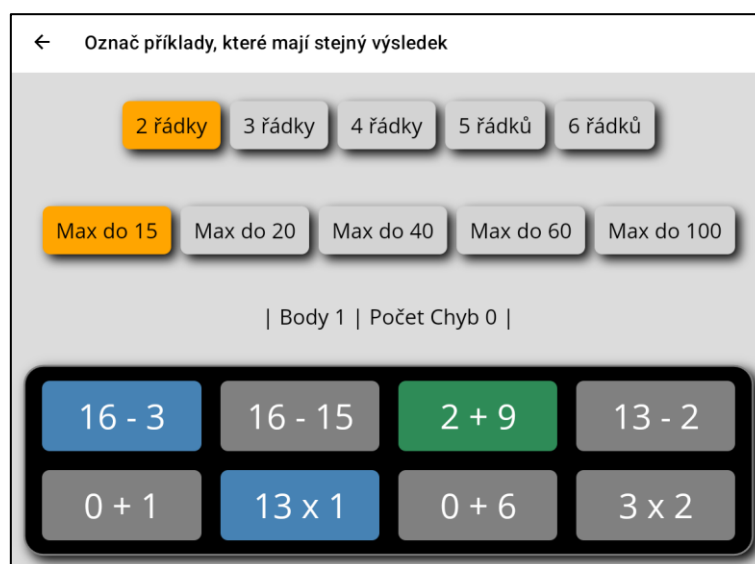 ← Označ příklady, které mají stejný výsledek
2 řádky 3 řádky 4 řádky 5 řádků 6 řádků
Max do 15 Max do 20 Max do 40 Max do 60 Max do 100
| Body 1 | Počet Chyb 0 |
16 - 3 16 - 15 2 + 9 13 - 2
0 + 1 13 x 1 0 + 6 3 x 2